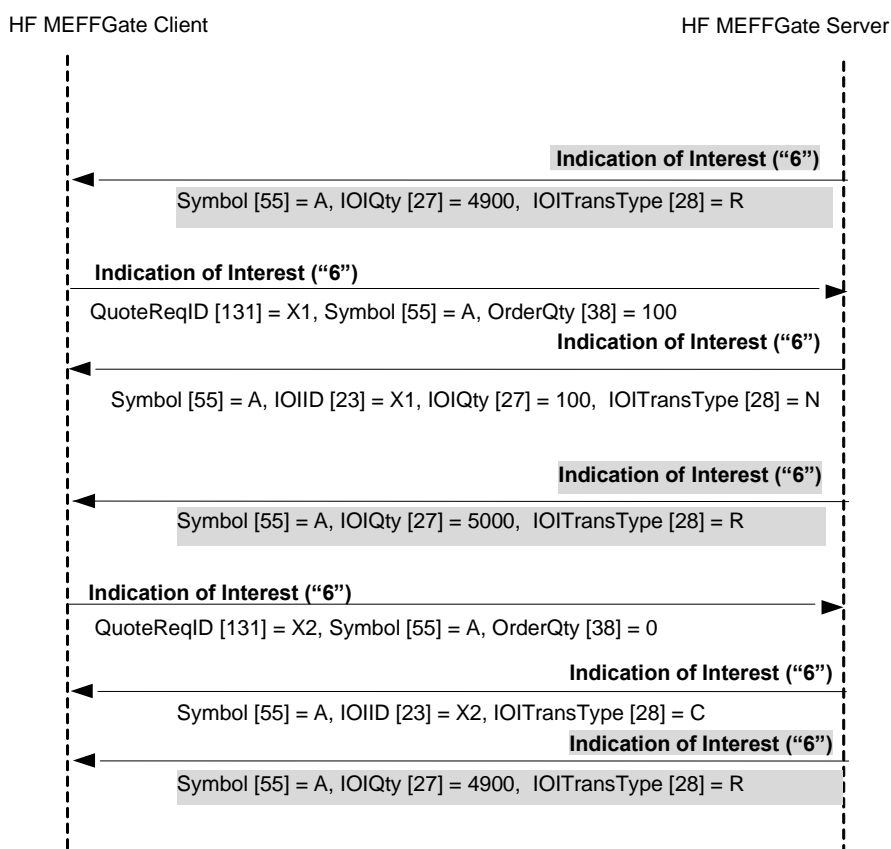 HF MEFFGate Client
HF MEFFGate Server
Indication of Interest (“6”)
Symbol [55] = A, IOIQty [27] = 4900, IOITransType [28] = R
Indication of Interest (“6”)
QuoteReqID [131] = X1, Symbol [55] = A, OrderQty [38] = 100
Indication of Interest (“6”)
Symbol [55] = A, IOIID [23] = X1, IOIQty [27] = 100, IOITransType [28] = N
Indication of Interest (“6”)
Symbol [55] = A, IOIQty [27] = 5000, IOITransType [28] = R
Indication of Interest (“6”)
QuoteReqID [131] = X2, Symbol [55] = A, OrderQty [38] = 0
Indication of Interest (“6”)
Symbol [55] = A, IOIID [23] = X2, IOITransType [28] = C
Indication of Interest (“6”)
Symbol [55] = A, IOIQty [27] = 4900, IOITransType [28] = R